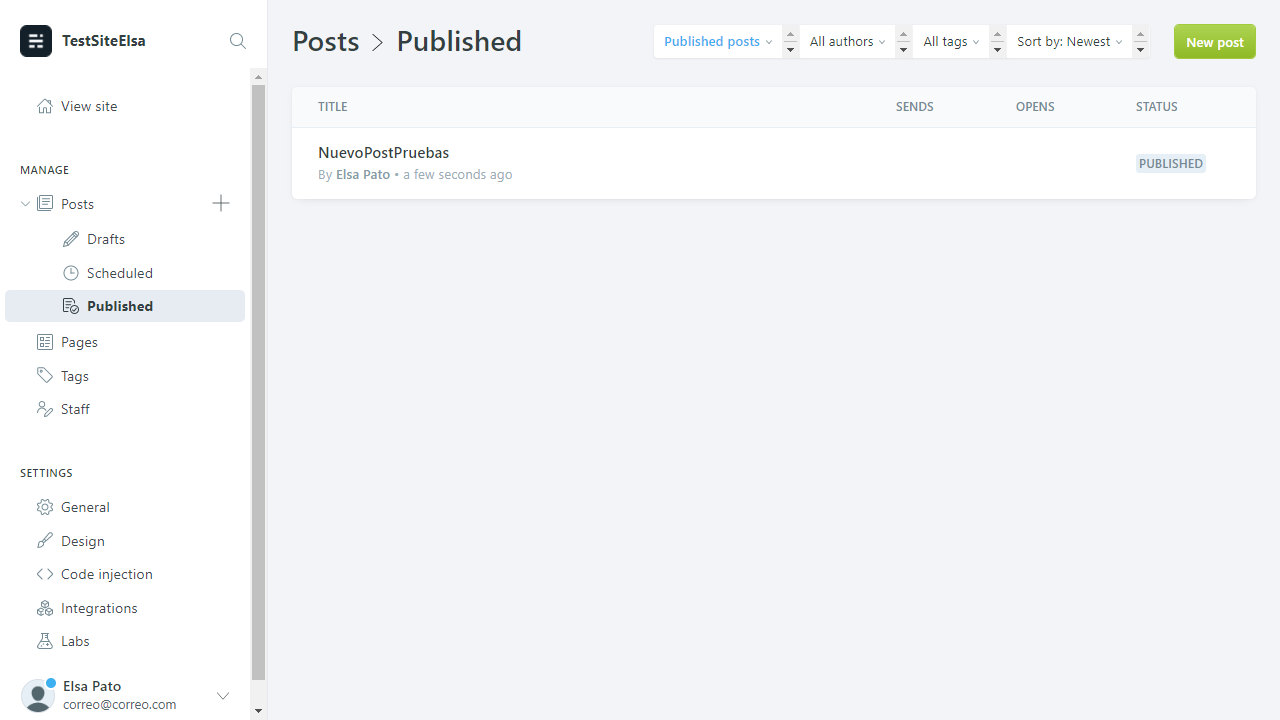 TestSiteElsa
View site
MANAGE
Posts
Drafts
Scheduled
Published
Pages
Tags
Staff
SETTINGS
General
Design
Code injection
Integrations
Labs
Elsa Pato
correo@correo.com
Posts > Published
Published posts
All authors
All tags
Sort by: Newest
New post
TITLE SENDS OPENS STATUS
NuevoPostPruebas
By Elsa Pato • a few seconds ago
PUBLISHED